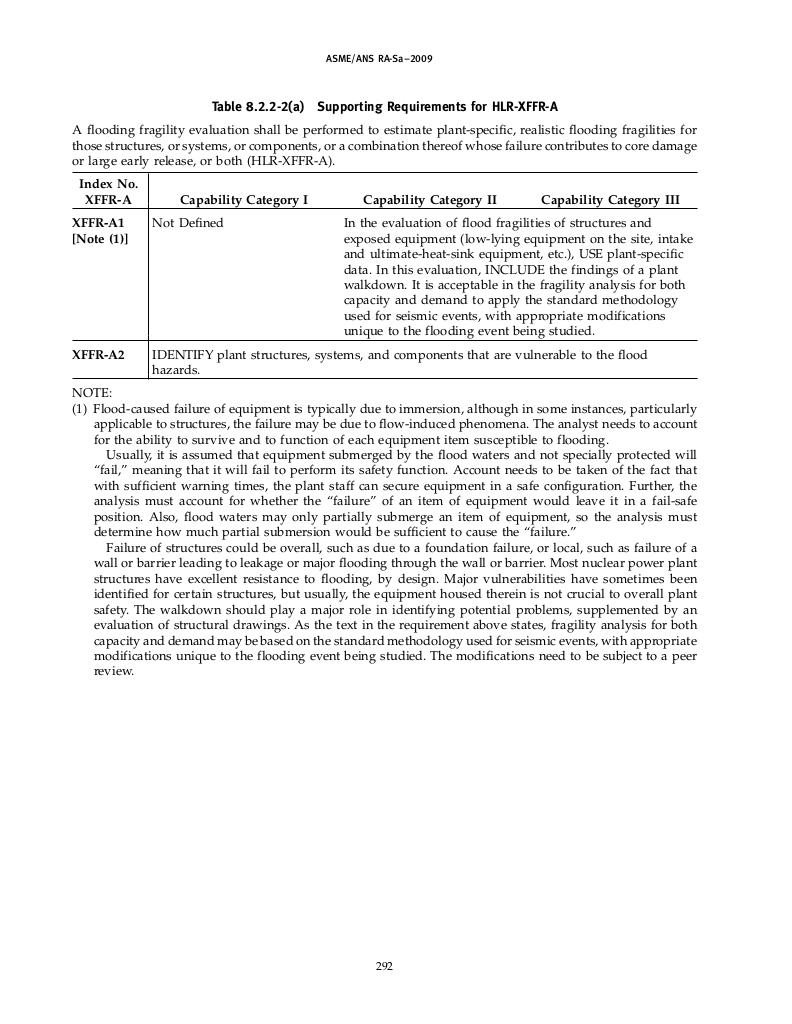 ASME/ANS RA-Sa–2009
Table 8.2.2-2(a) Supporting Requirements for HLR-XFFR-A
A flooding fragility evaluation shall be performed to estimate plant-specific, realistic flooding fragilities for
those structures, or systems, or components, or a combination thereof whose failure contributes to core damage
or large early release, or both (HLR-XFFR-A).
Index No.
XFFR-A Capability Category I Capability Category II Capability Category III
XFFR-A1 Not Defined In the evaluation of flood fragilities of structures and
[Note (1)] exposed equipment (low-lying equipment on the site, intake
and ultimate-heat-sink equipment, etc.), USE plant-specific
data. In this evaluation, INCLUDE the findings of a plant
walkdown. It is acceptable in the fragility analysis for both
capacity and demand to apply the standard methodology
used for seismic events, with appropriate modifications
unique to the flooding event being studied.
XFFR-A2 IDENTIFY plant structures, systems, and components that are vulnerable to the flood
hazards.
NOTE:
(1) Flood-caused failure of equipment is typically due to immersion, although in some instances, particularly
applicable to structures, the failure may be due to flow-induced phenomena. The analyst needs to account
for the ability to survive and to function of each equipment item susceptible to flooding.
Usually, it is assumed that equipment submerged by the flood waters and not specially protected will
“fail,” meaning that it will fail to perform its safety function. Account needs to be taken of the fact that
with sufficient warning times, the plant staff can secure equipment in a safe configuration. Further, the
analysis must account for whether the “failure” of an item of equipment would leave it in a fail-safe
position. Also, flood waters may only partially submerge an item of equipment, so the analysis must
determine how much partial submersion would be sufficient to cause the “failure.”
Failure of structures could be overall, such as due to a foundation failure, or local, such as failure of a
wall or barrier leading to leakage or major flooding through the wall or barrier. Most nuclear power plant
structures have excellent resistance to flooding, by design. Major vulnerabilities have sometimes been
identified for certain structures, but usually, the equipment housed therein is not crucial to overall plant
safety. The walkdown should play a major role in identifying potential problems, supplemented by an
evaluation of structural drawings. As the text in the requirement above states, fragility analysis for both
capacity and demand may be based on the standard methodology used for seismic events, with appropriate
modifications unique to the flooding event being studied. The modifications need to be subject to a peer
review.
292